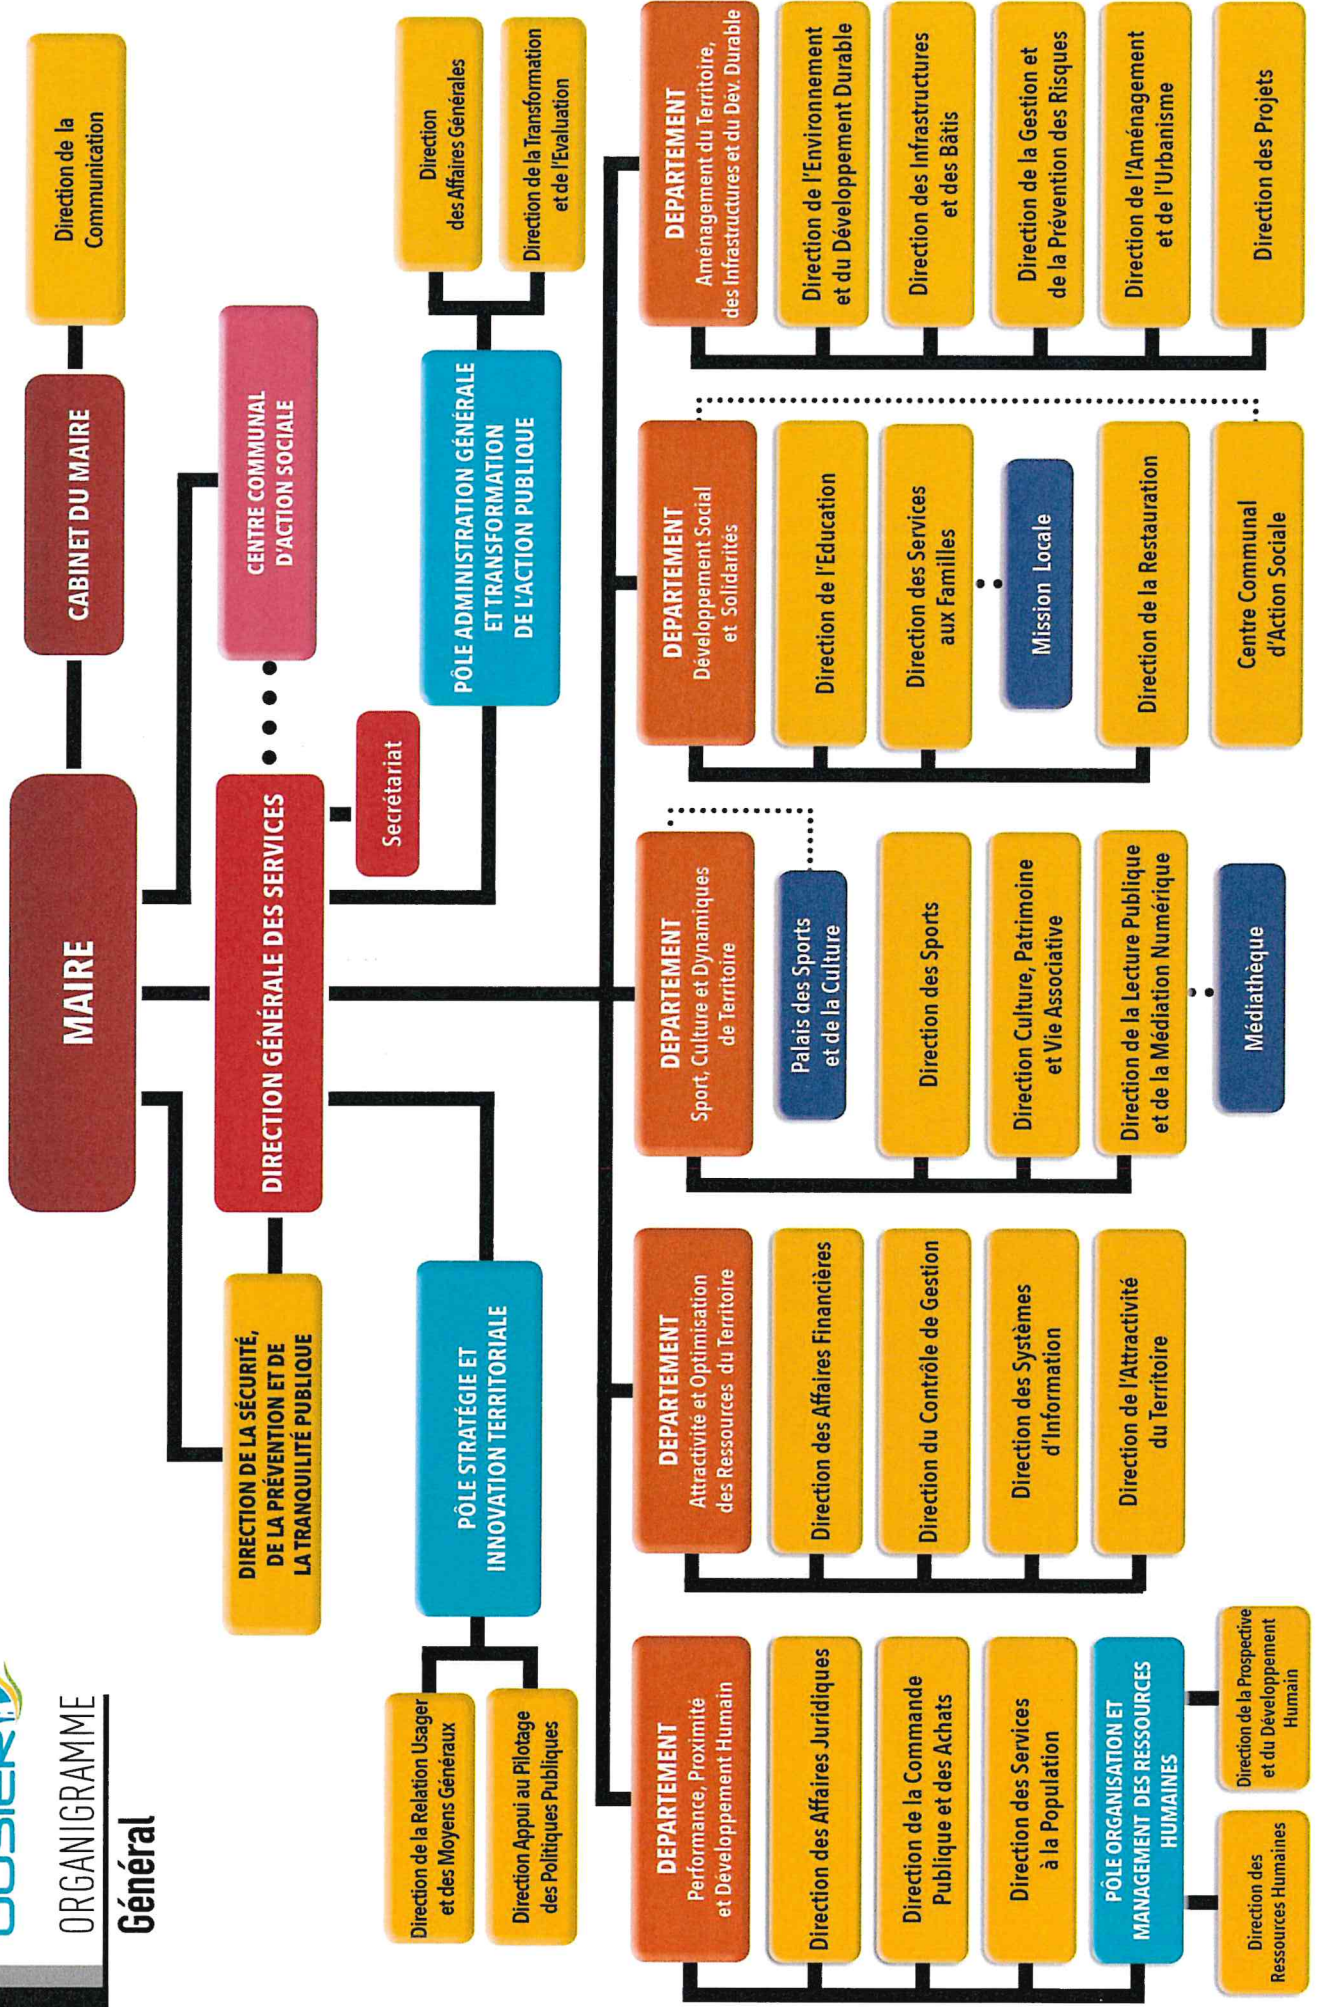 ORGANIGRAMME
Général
MAIRE
CABINET DU MAIRE
Direction de la
Communication
DIRECTION DE LA SÉCURITÉ,
DE LA PRÉVENTION ET DE
LA TRANQUILITÉ PUBLIQUE
DIRECTION GÉNÉRALE DES SERVICES
CENTRE COMMUNAL
D'ACTION SOCIALE
Secrétariat
Direction de la Relation Usager
et des Moyens Généraux
Direction Appui au Pilotage
des Politiques Publiques
PÔLE STRATÉGIE ET
INNOVATION TERRITORIALE
PÔLE ADMINISTRATION GÉNÉRALE
ET TRANSFORMATION
DE L'ACTION PUBLIQUE
Direction
des Affaires Générales
Direction de la Transformation
et de l'Evaluation
DEPARTEMENT
Performance, Proximité
et Développement Humain
Direction des Affaires Juridiques
Direction de la Commande
Publique et des Achats
Direction des Services
à la Population
PÔLE ORGANISATION ET
MANAGEMENT DES RESSOURCES
HUMAINES
Direction des
Ressources Humaines
Direction de la Prospective
et du Développement
Humain
DEPARTEMENT
Attractivité et Optimisation
des Ressources du Territoire
Direction des Affaires Financières
Direction du Contrôle de Gestion
Direction des Systèmes
d'Information
Direction de l'Attractivité
du Territoire
DEPARTEMENT
Sport, Culture et Dynamiques
de Territoire
Palais des Sports
et de la Culture
Direction des Sports
Direction Culture, Patrimoine
et Vie Associative
Direction de la Lecture Publique
et de la Médiation Numérique
Médiathèque
DEPARTEMENT
Développement Social
et Solidarités
Direction de l'Education
Direction des Services
aux Familles
Mission Locale
Direction de la Restauration
Centre Communal
d'Action Sociale
DEPARTEMENT
Aménagement du Territoire,
des Infrastructures et du Dév. Durable
Direction de l'Environnement
et du Développement Durable
Direction des Infrastructures
et des Bâtis
Direction de la Gestion et
de la Prévention des Risques
Direction de l'Aménagement
et de l'Urbanisme
Direction des Projets